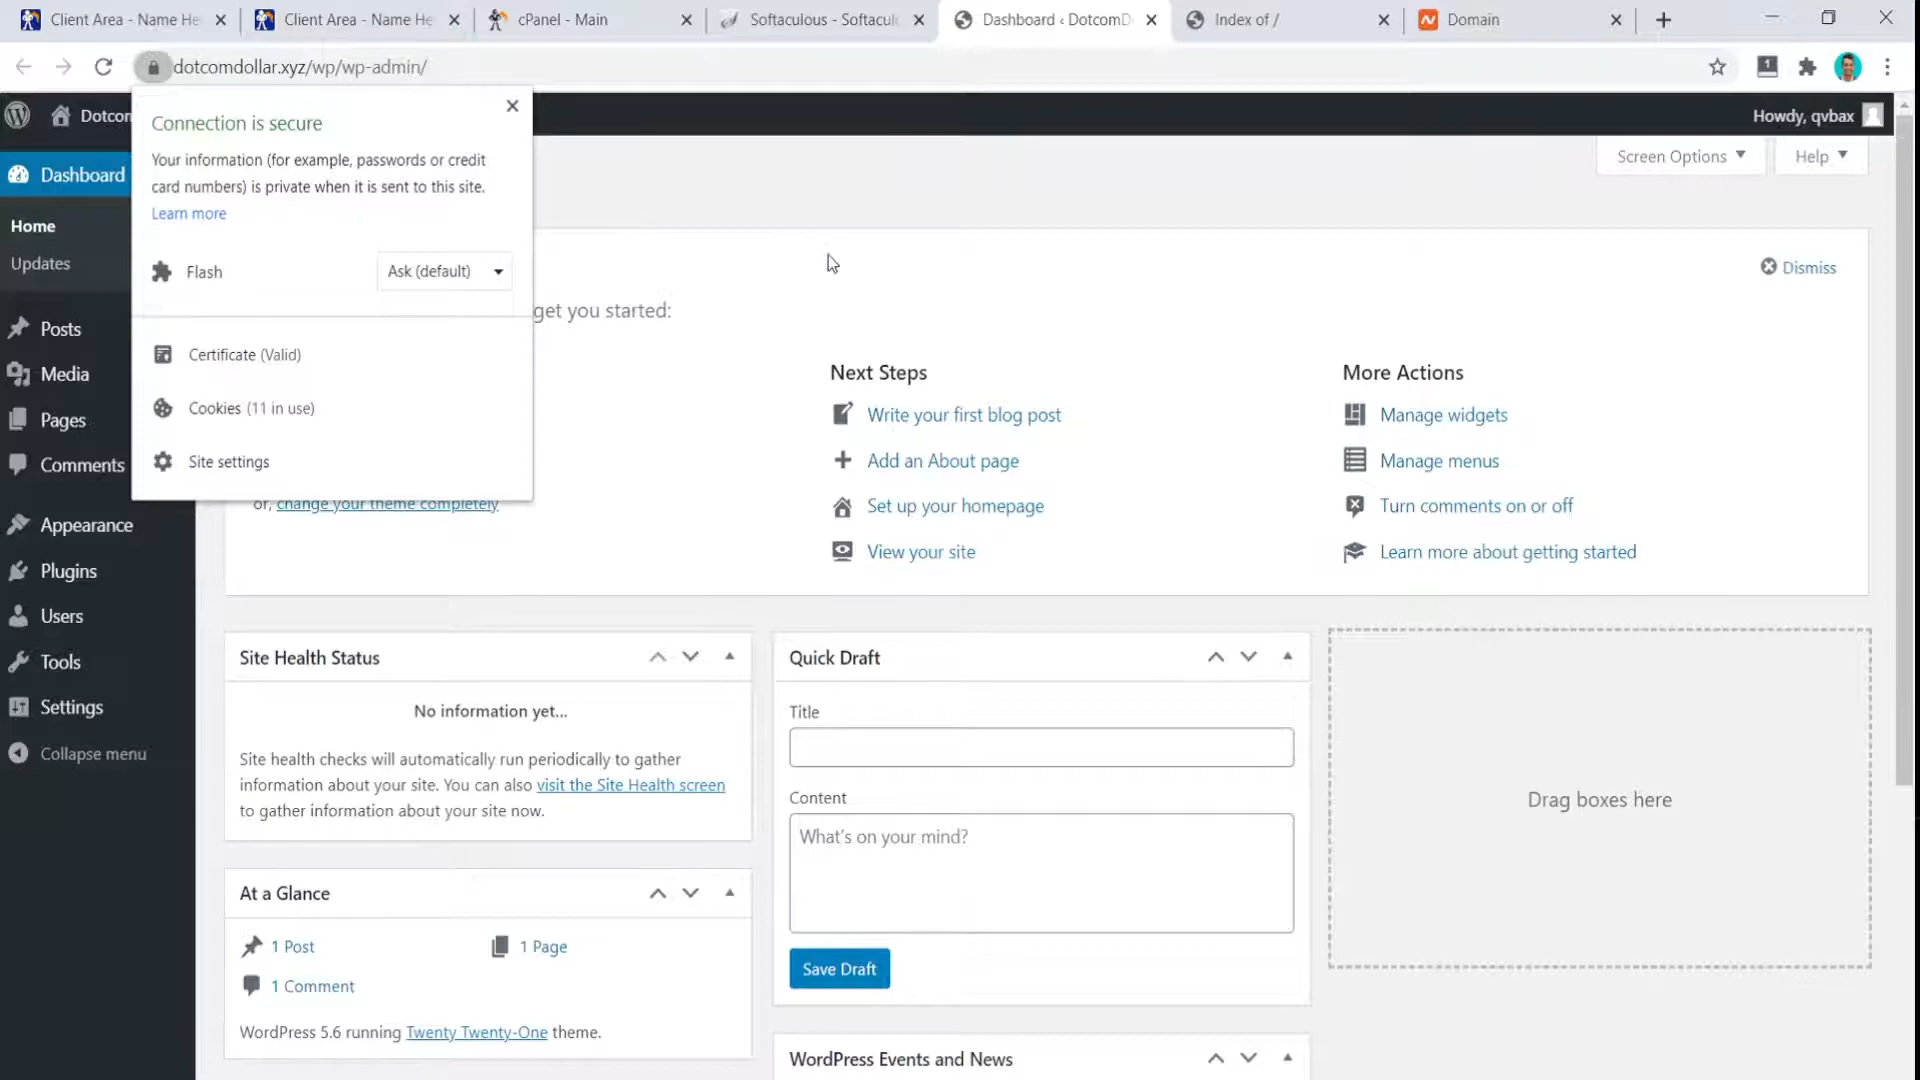 Client Area - Name He
Client Area - Name He
cPanel - Main
Softaculous - Softacul
Dashboard ‹ DotcomD
Index of /
Domain
dotcomdollar.xyz/wp/wp-admin/
1
Dotcom
Howdy, qvbax
Connection is secure
Your information (for example, passwords or credit
card numbers) is private when it is sent to this site.
Learn more
Flash
Ask (default)
Certificate (Valid)
Cookies (11 in use)
Site settings
Screen Options
Help
Dashboard
Home
Updates
Posts
Media
Pages
Comments
Appearance
Plugins
Users
Tools
Settings
Collapse menu
Dismiss
get you started:
or, change your theme completely
Next Steps
Write your first blog post
Add an About page
Set up your homepage
View your site
More Actions
Manage widgets
Manage menus
Turn comments on or off
Learn more about getting started
Site Health Status
No information yet...
Site health checks will automatically run periodically to gather
information about your site. You can also visit the Site Health screen
to gather information about your site now.
At a Glance
1 Post
1 Page
1 Comment
WordPress 5.6 running Twenty Twenty-One theme.
Quick Draft
Title
Content
What's on your mind?
Save Draft
WordPress Events and News
Drag boxes here